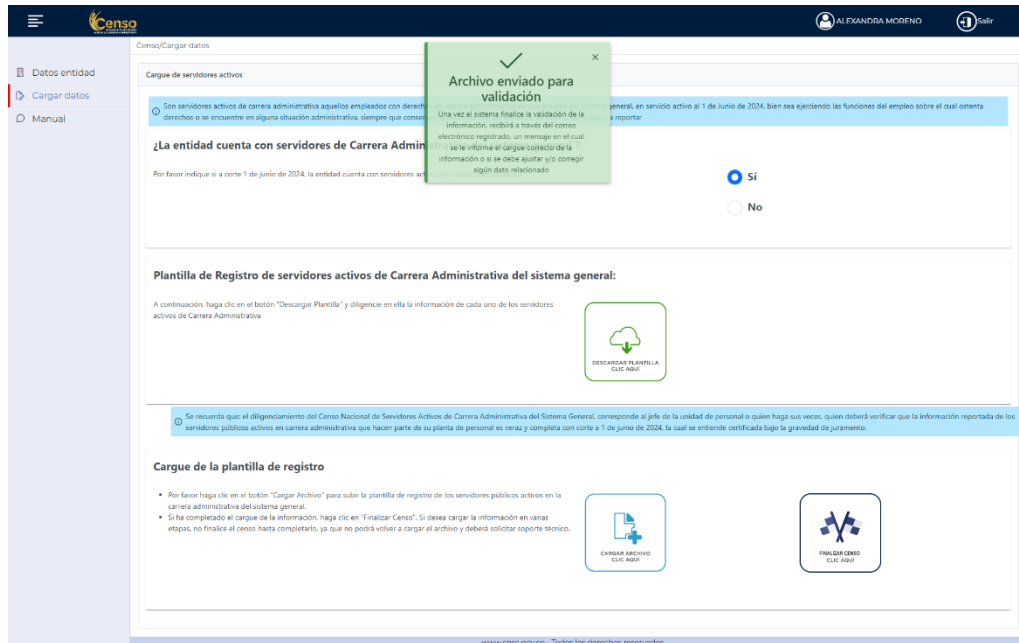 Censo
ALEXANDRA MORENO
Salir
Censo/Cargar datos
Datos entidad
Cargar datos
Manual
Cargue de servidores activos
Archivo enviado para
validación
Una vez el sistema finalice la validación de la
información, recibirá a través del correo
electrónico registrado, un mensaje en el cual
se le informe el cargue correcto de la
información o si se debe ajustar y/o corregir
algún dato relacionado
Son servidores activos de carrera administrativa aquellos empleados con general, en servicio activo al 1 de Junio de 2024, bien sea ejerciendo las funciones del empleo sobre el cual ostenta
derechos o se encuentre en alguna situación administrativa, siempre que a reportar
¿La entidad cuenta con servidores de Carrera ?
Por favor indique si a corte 1 de junio de 2024, la entidad cuenta con servidores
Sí
No
Plantilla de Registro de servidores activos de Carrera Administrativa del sistema general:
A continuación, haga clic en el botón "Descargar Plantilla" y diligencie en ella la información de cada uno de los servidores
activos de Carrera Administrativa
DESCARGAR PLANTILLA
CLIC AQUÍ
Se recuerda que: el diligenciamiento del Censo Nacional de Servidores Activos de Carrera Administrativa del Sistema General, corresponde al jefe de la unidad de personal o quien haga sus veces, quien deberá verificar que la información reportada de los
servidores públicos activos en carrera administrativa que hacen parte de su planta de personal es veraz y completa con corte a 1 de junio de 2024, la cual se entiende certificada bajo la gravedad de juramento.
Cargue de la plantilla de registro
• Por favor haga clic en el botón "Cargar Archivo" para subir la plantilla de registro de los servidores públicos activos en la
carrera administrativa del sistema general.
• Si ha completado el cargue de la información, haga clic en "Finalizar Censo". Si desea cargar la información en varias
etapas, no finalice el censo hasta completarlo, ya que no podrá volver a cargar el archivo y deberá solicitar soporte técnico.
CARGAR ARCHIVO
CLIC AQUÍ
FINALIZAR CENSO
CLIC AQUÍ
www.cnsc.gov.co - Todos los derechos reservados